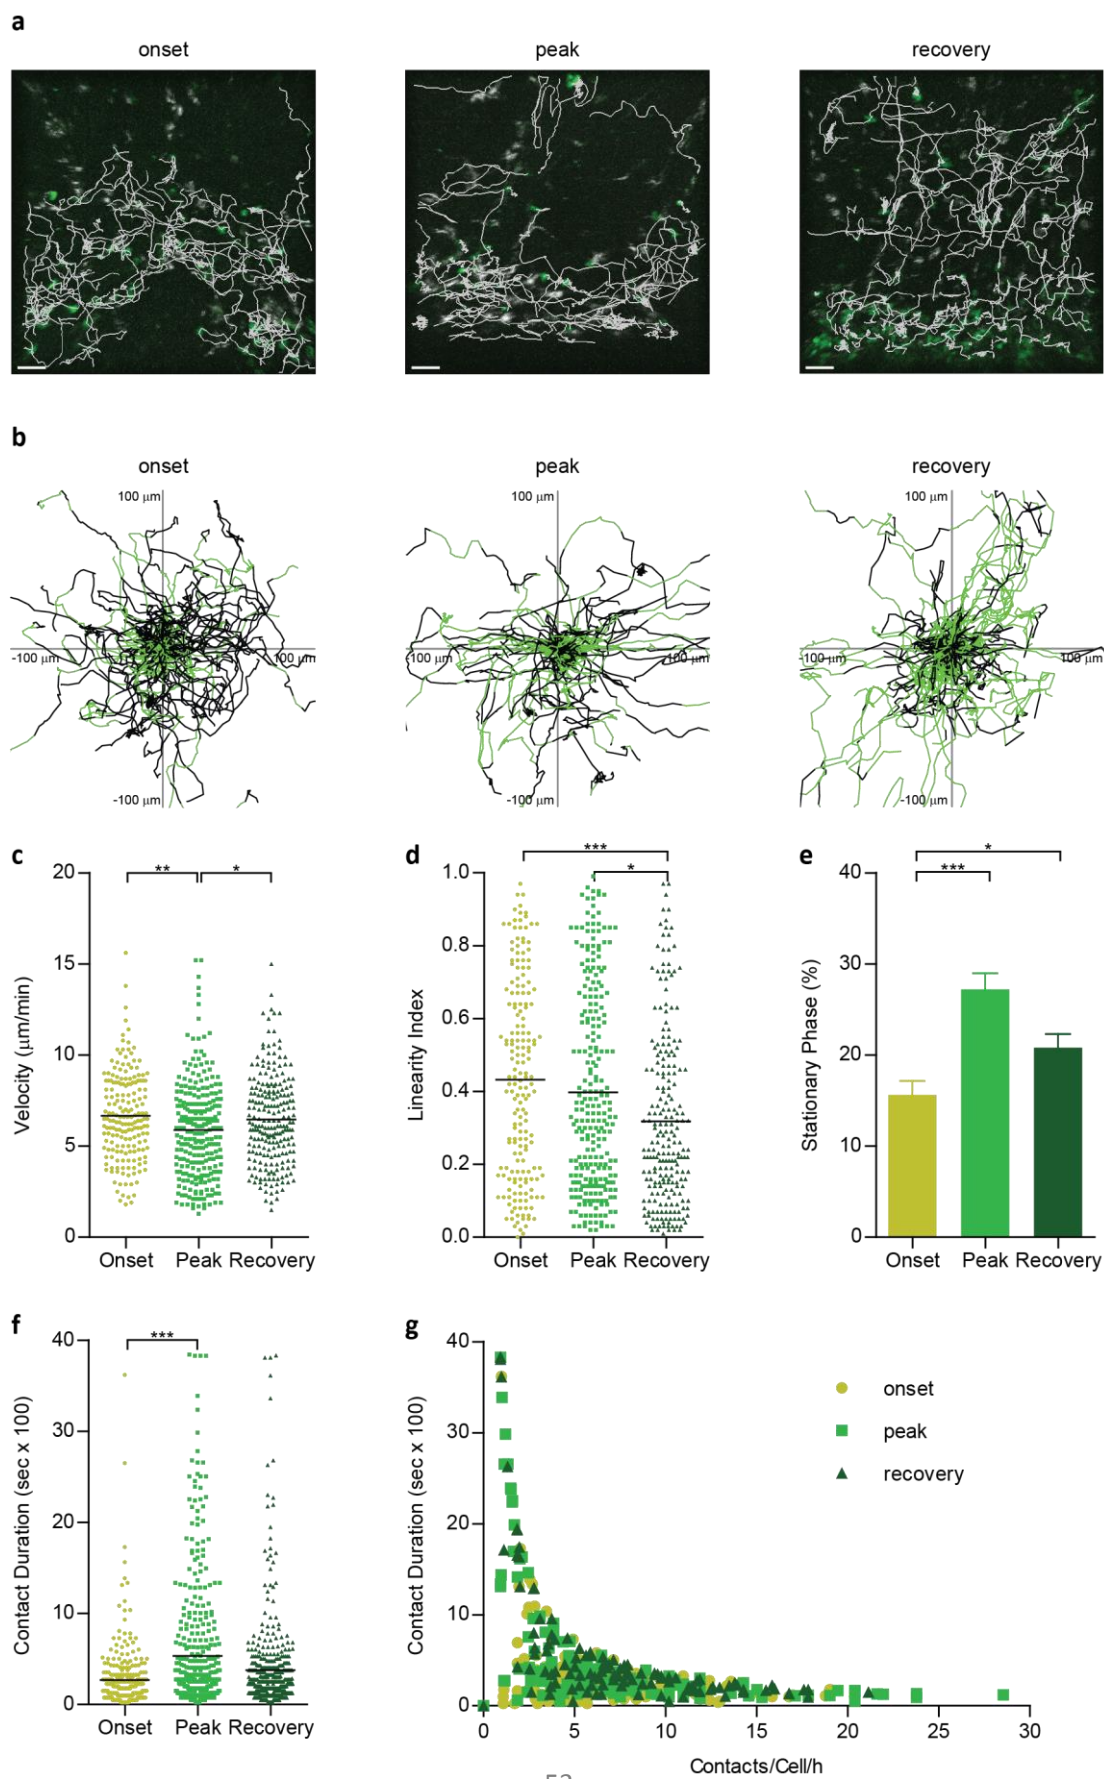 a
onset peak recovery
b
onset peak recovery
100 µm 100 µm 100 µm
-100 µm 100 µm 100 µm 100 µm -100 µm 100 µm
-100 µm -100 µm -100 µm
c
** *
Velocity (µm/min)
20
15
10
5
0
Onset Peak Recovery
d
***
*
Linearity Index
1.0
0.8
0.6
0.4
0.2
0.0
Onset Peak Recovery
e
*
***
Stationary Phase (%)
40
30
20
10
0
Onset Peak Recovery
f
***
Contact Duration (sec x 100)
40
30
20
10
0
Onset Peak Recovery
g
Contact Duration (sec x 100)
40
30
20
10
0
onset
peak
recovery
0 5 10 15 20 25 30
Contacts/Cell/h